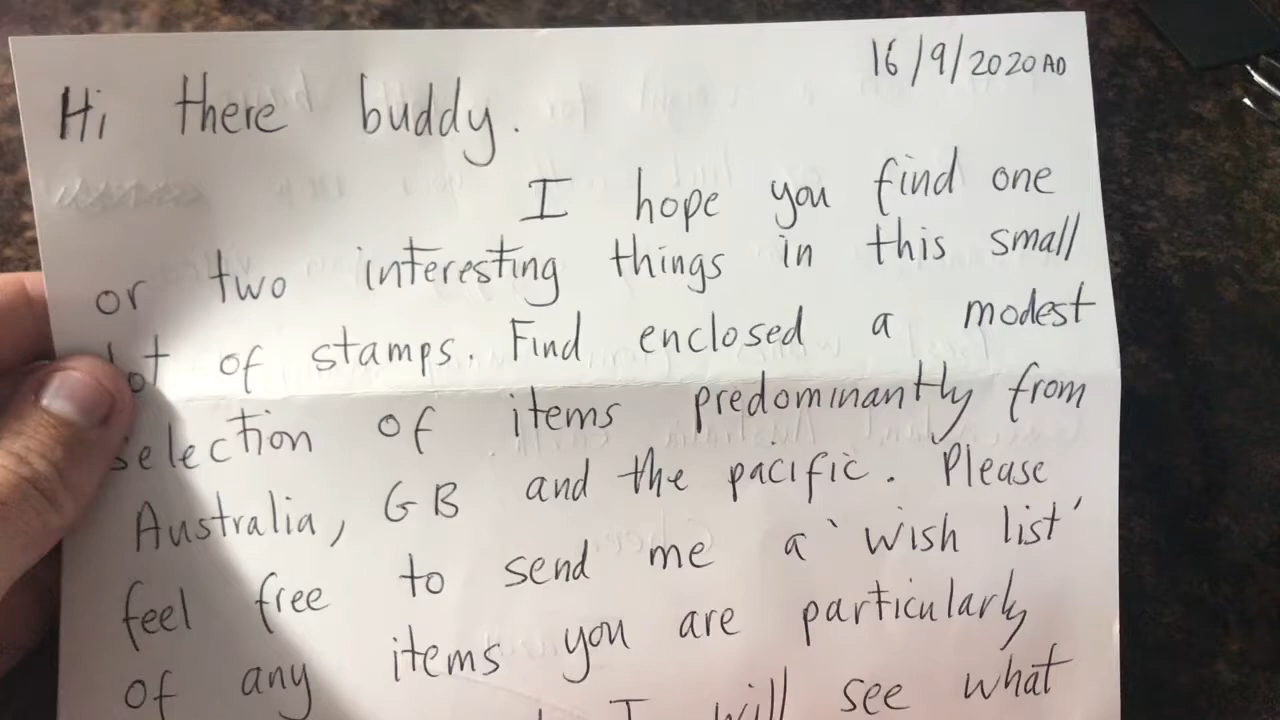 16/9/2020 AD
Hi there buddy.
I hope you find one
or two interesting things in this small
lot of stamps. Find enclosed a modest
selection of items predominantly from
Australia, GB and the pacific. Please
feel free to send me a 'wish list'
of any items you are particularly
I will see what